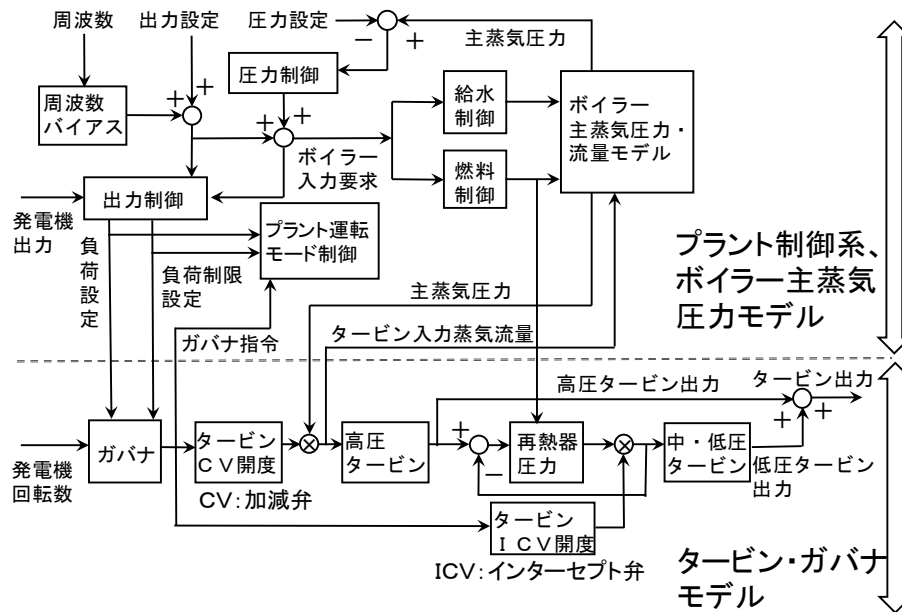 周波数
出力設定
圧力設定
主蒸気圧力
－
＋
圧力制御
周波数
バイアス
＋
＋
＋
＋
給水
制御
ボイラー
主蒸気圧力・
流量モデル
ボイラー
入力要求
燃料
制御
出力制御
発電機
出力
負荷設定
負荷制限
設定
プラント運転
モード制御
プラント制御系、
ボイラー主蒸気
圧力モデル
主蒸気圧力
ガバナ指令
タービン入力蒸気流量
高圧タービン出力
タービン出力
＋
＋
ガバナ
発電機
回転数
タービン
ＣＶ開度
CV：加減弁
高圧
タービン
＋
－
再熱器
圧力
中・低圧
タービン
低圧タービン
出力
タービン
ＩＣＶ開度
ICV：インターセプト弁
タービン・ガバナ
モデル